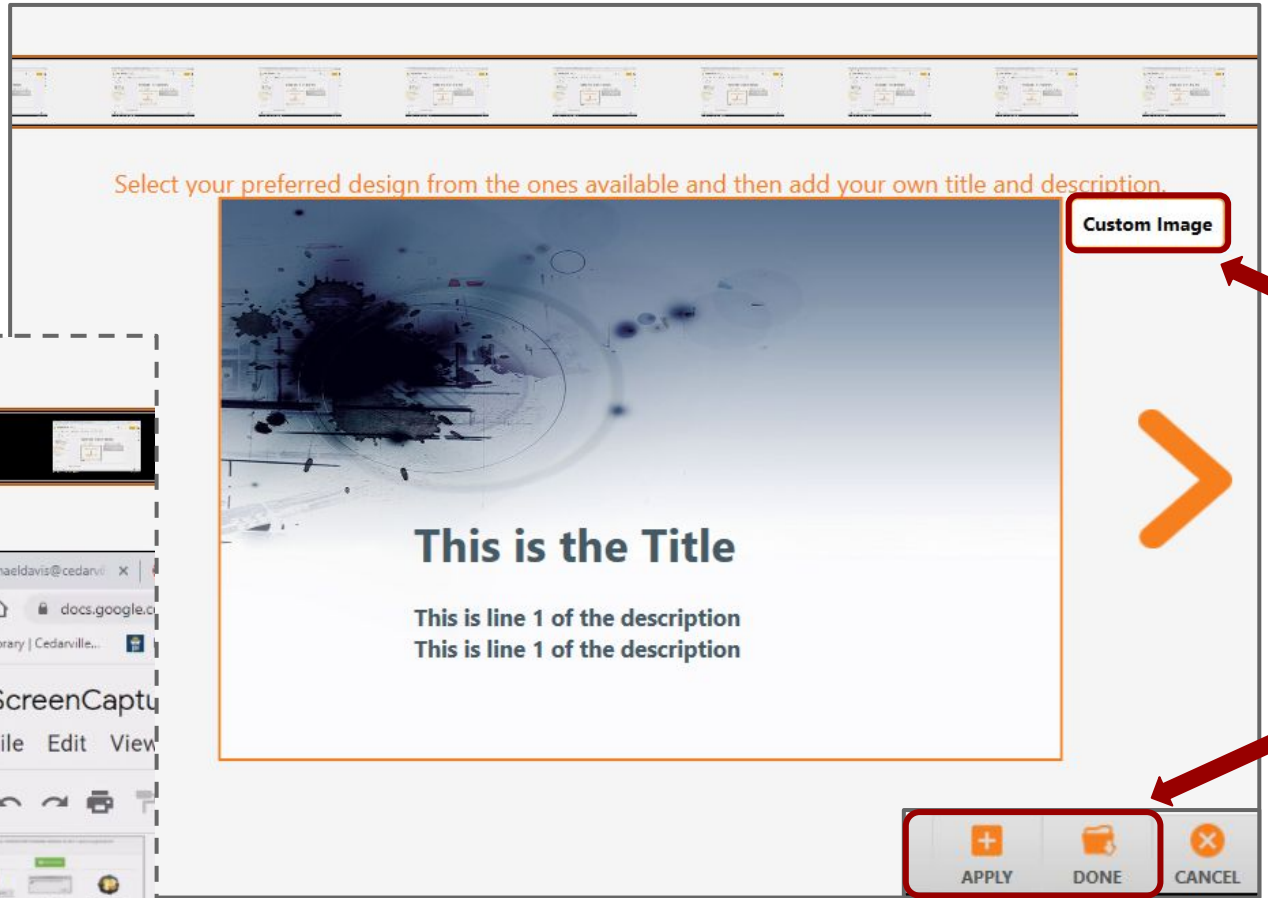 Select your preferred design from the ones available and then add your own title and description.
Custom Image
This is the Title
This is line 1 of the description
This is line 1 of the description
haeldavis@cedarvil
docs.google.c
rary | Cedarville...
ScreenCaptu
ile Edit View
APPLY DONE CANCEL